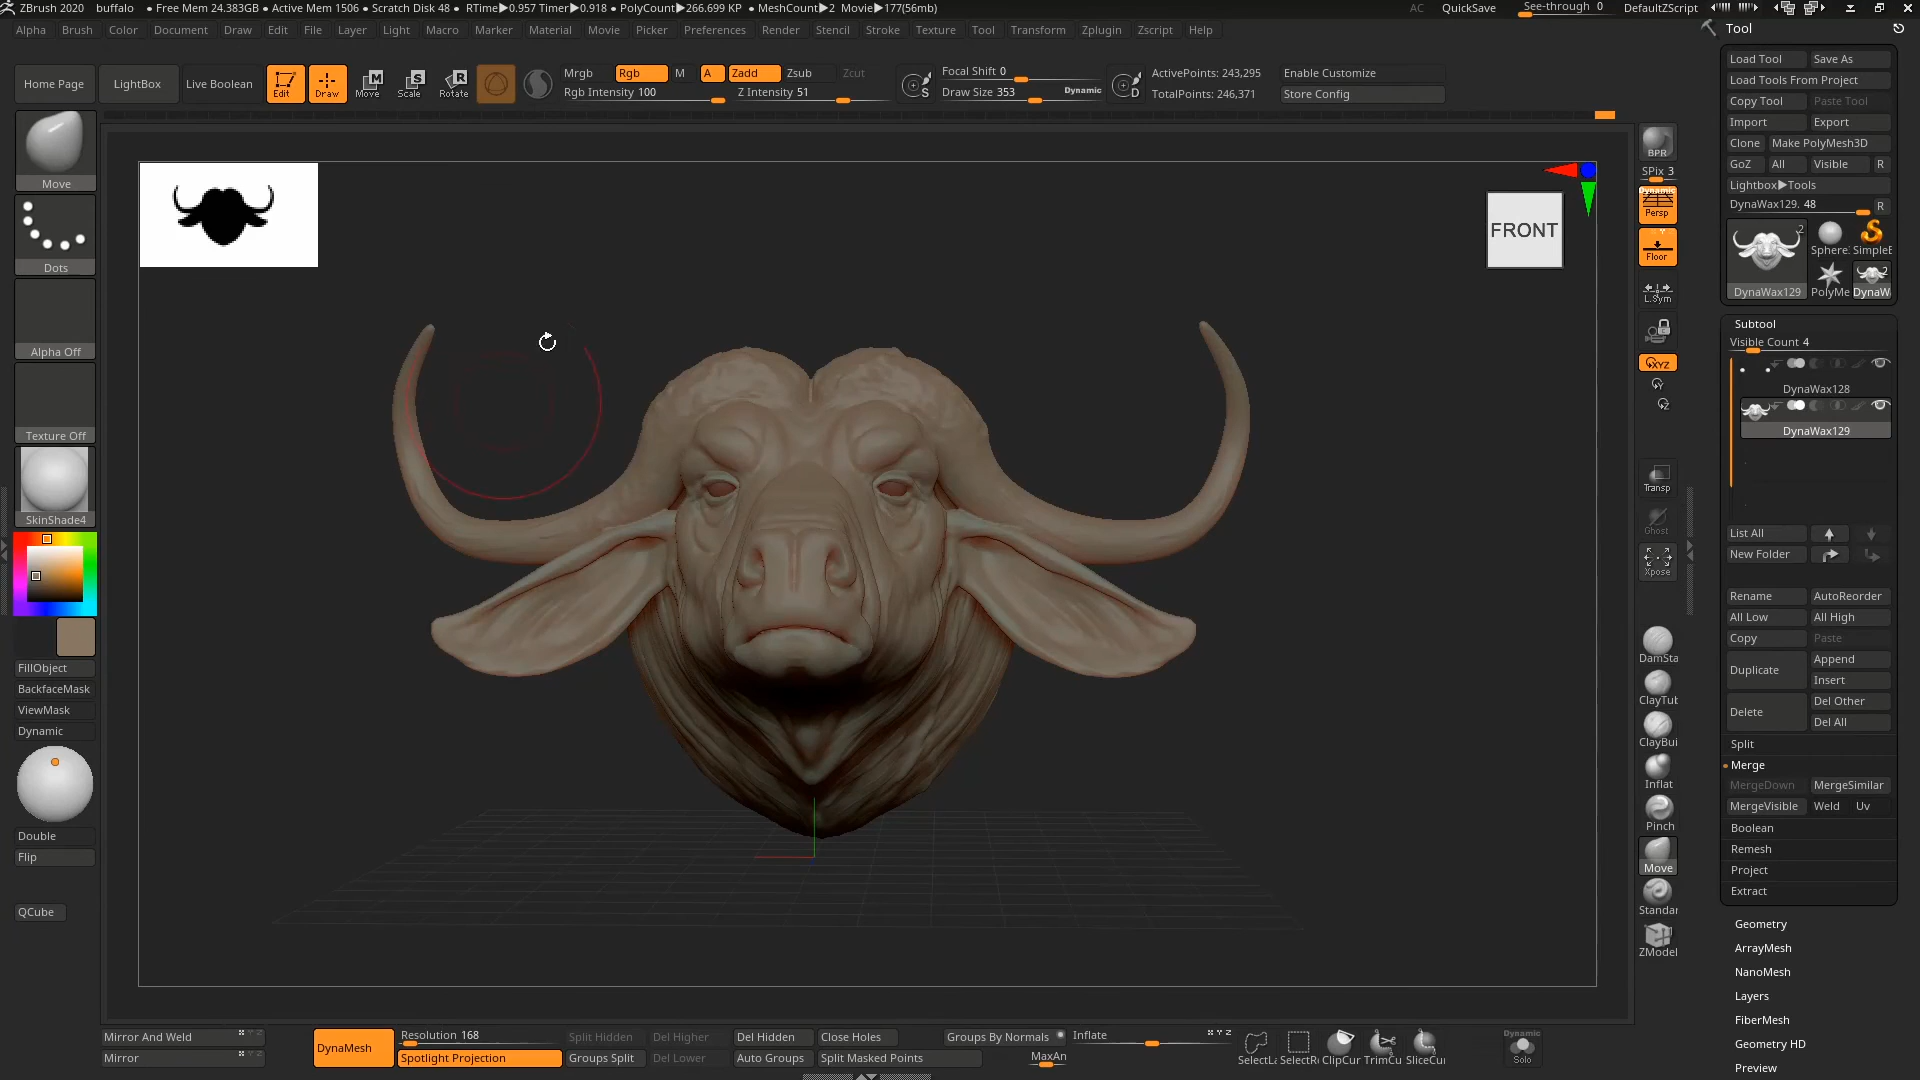 ZBrush 2020 buffalo ● Free Mem 24.383GB ● Active Mem 1506 ● Scratch Disk 48 ● RTime▶0.957 Timer▶0.918 ● PolyCount▶266.699 KP ● MeshCount▶2 Movie▶177(56mb) AC QuickSave See-through 0 DefaultZScript
Alpha Brush Color Document Draw Edit File Layer Light Macro Marker Material Movie Picker Preferences Render Stencil Stroke Texture Tool Transform Zplugin Zscript Help
Tool
Load Tool Save As
Load Tools From Project
Copy Tool Paste Tool
Import Export
Clone Make PolyMesh3D
GoZ All Visible R
Lightbox▶Tools
DynaWax129. 48 R
2
Sphere: SimpleB
DynaWax129 PolyMe 2 DynaW
Home Page LightBox Live Boolean Edit Draw Move Scale Rotate
M S R
Mrgb Rgb M A Zadd Zsub Zcut
Rgb Intensity 100 Z Intensity 51
S
Focal Shift 0
Draw Size 353 Dynamic
D
ActivePoints: 243,295
TotalPoints: 246,371
Enable Customize
Store Config
Move
Dots
Alpha Off
Texture Off
SkinShade4
FillObject
BackfaceMask
ViewMask
Dynamic
Double
Flip
QCube
FRONT
BPR
SPix 3
Dynamic
Persp
Floor
L.Sym
XYZ
Y
Z
Transp
Ghost
Xpose
DamSta
ClayTub
ClayBui
Inflat
Pinch
Move
Standar
ZModel
Subtool
Visible Count 4
DynaWax128
DynaWax129
List All
New Folder
Rename AutoReorder
All Low All High
Copy Paste
Duplicate Append
Insert
Delete Del Other
Del All
Split
Merge
MergeDown MergeSimilar
MergeVisible Weld Uv
Boolean
Remesh
Project
Extract
Geometry
ArrayMesh
NanoMesh
Layers
FiberMesh
Geometry HD
Preview
Mirror And Weld
Mirror
DynaMesh
Resolution 168
Spotlight Projection
Split Hidden Del Higher Del Hidden Close Holes
Groups Split Del Lower Auto Groups Split Masked Points
Groups By Normals
MaxAn
Inflate
SelectLa SelectRe ClipCur TrimCu SliceCur
Dynamic
Solo